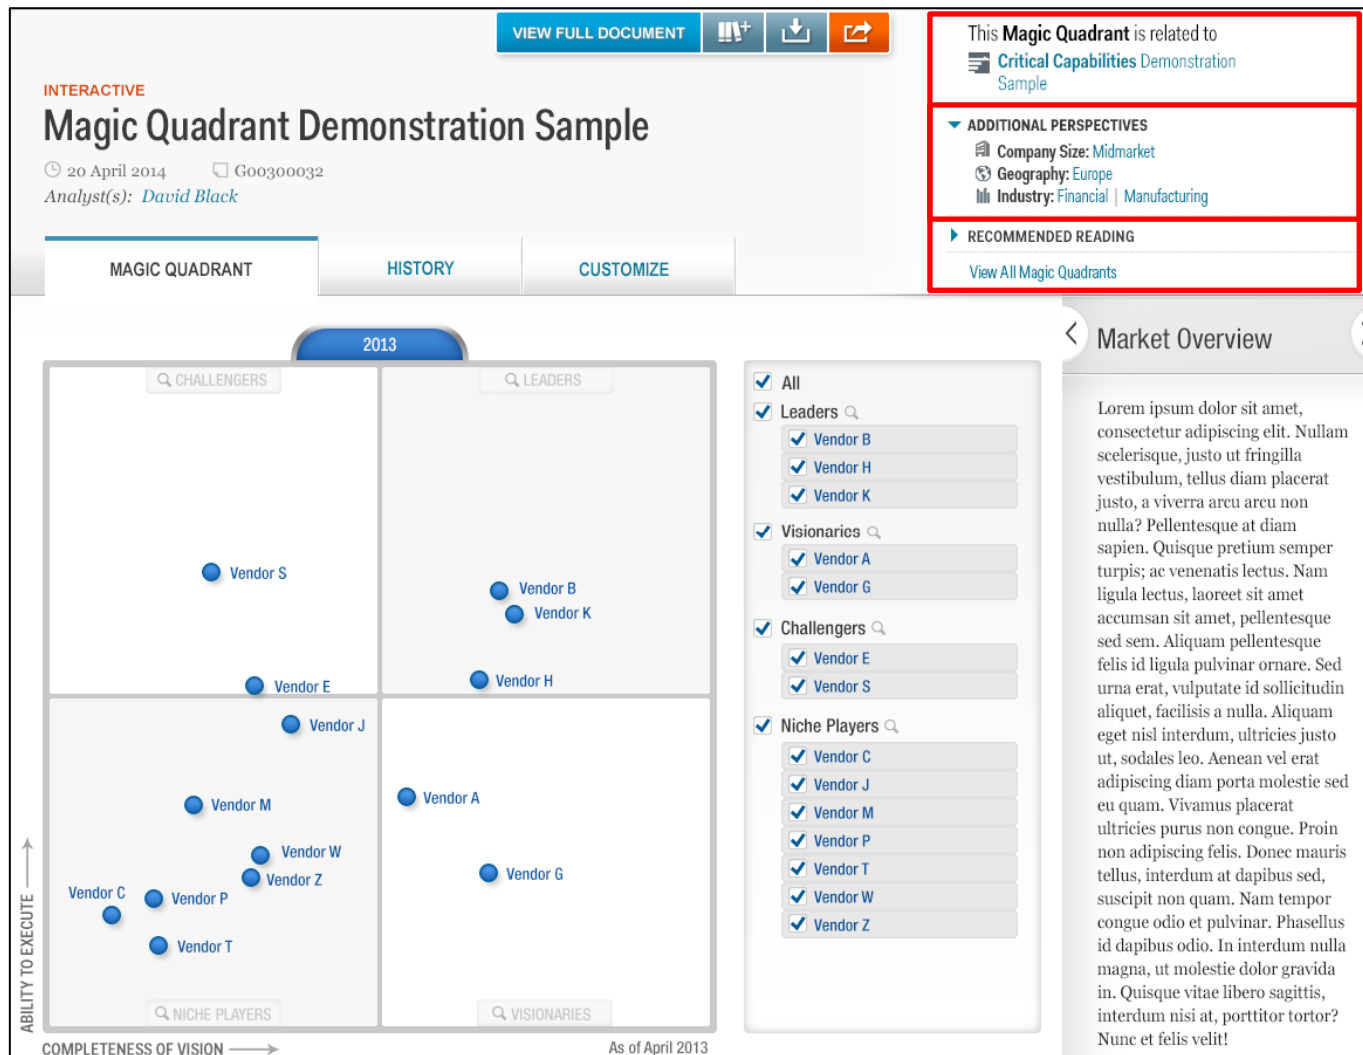 VIEW FULL DOCUMENT
This Magic Quadrant is related to
Critical Capabilities Demonstration
Sample
INTERACTIVE
Magic Quadrant Demonstration Sample
20 April 2014 G00300032
Analyst(s): David Black
ADDITIONAL PERSPECTIVES
Company Size: Midmarket
Geography: Europe
Industry: Financial | Manufacturing
RECOMMENDED READING
View All Magic Quadrants
MAGIC QUADRANT
HISTORY
CUSTOMIZE
2013
CHALLENGERS
LEADERS
Vendor S
Vendor B
Vendor K
Vendor E
Vendor H
Vendor J
Vendor M
Vendor A
Vendor W
Vendor Z
Vendor G
Vendor C
Vendor P
Vendor T
NICHE PLAYERS
VISIONARIES
ABILITY TO EXECUTE
COMPLETENESS OF VISION
As of April 2013
All
Leaders
Vendor B
Vendor H
Vendor K
Visionaries
Vendor A
Vendor G
Challengers
Vendor E
Vendor S
Niche Players
Vendor C
Vendor J
Vendor M
Vendor P
Vendor T
Vendor W
Vendor Z
Market Overview
Lorem ipsum dolor sit amet,
consectetur adipiscing elit. Nullam
scelerisque, justo ut fringilla
vestibulum, tellus diam placerat
justo, a viverra arcu arcu non
nulla? Pellentesque at diam
sapien. Quisque pretium semper
turpis; ac venenatis lectus. Nam
ligula lectus, laoreet sit amet
accumsan sit amet, pellentesque
sed sem. Aliquam pellentesque
felis id ligula pulvinar ornare. Sed
urna erat, vulputate id sollicitudin
aliquet, facilisis a nulla. Aliquam
eget nisl interdum, ultricies justo
ut, sodales leo. Aenean vel erat
adipiscing diam porta molestie sed
eu quam. Vivamus placerat
ultricies purus non congue. Proin
non adipiscing felis. Donec mauris
tellus, interdum at dapibus sed,
suscipit non quam. Nam tempor
congue odio et pulvinar. Phasellus
id dapibus odio. In interdum nulla
magna, ut molestie dolor gravida
in. Quisque vitae libero sagittis,
interdum nisi at, porttitor tortor?
Nunc et felis velit!